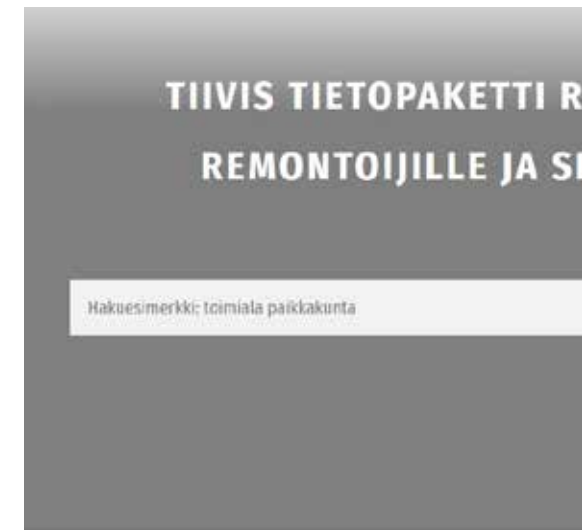 TIIVIS TIETOPAKETTI R
REMONTOIJILLE JA S
Hakuesimerkki: toimiala paikkakunta